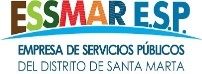 ESSMAR E.S.P.
EMPRESA DE SERVICIOS PÚBLICOS
DEL DISTRITO DE SANTA MARTA